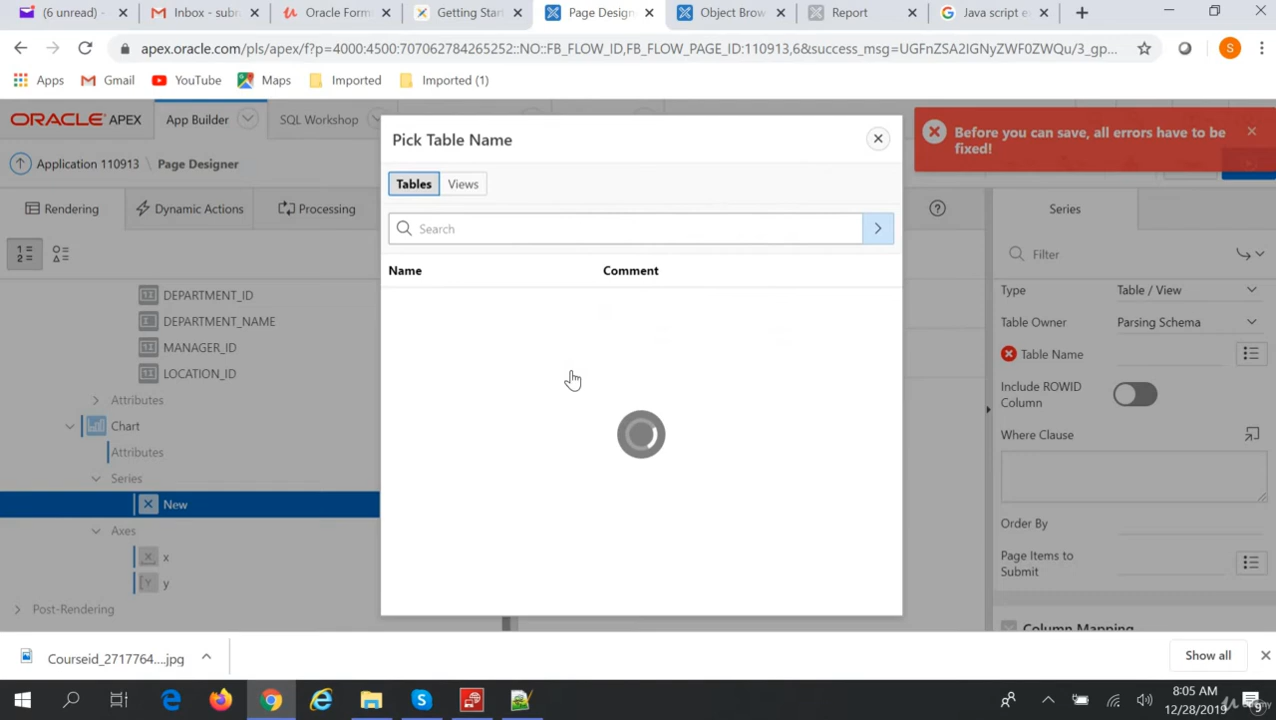 (6 unread) -
Inbox - subr
Oracle Form
Getting Star
Page Design
Object Brow
Report
Java script e
apex.oracle.com/pls/apex/f?p=4000:4500:707062784265252::NO::FB_FLOW_ID,FB_FLOW_PAGE_ID:110913,6&success_msg=UGFnZSA2IGNyZWF0ZWQu/3_gp...
S
Apps
Gmail
YouTube
Maps
Imported
Imported (1)
ORACLE APEX
App Builder
SQL Workshop
Pick Table Name
Before you can save, all errors have to be
fixed!
Application 110913 \ Page Designer
Tables
Views
Rendering
Dynamic Actions
Processing
Series
Search
Filter
Name
Comment
Type
Table / View
DEPARTMENT_ID
Table Owner
Parsing Schema
DEPARTMENT_NAME
MANAGER_ID
Table Name
LOCATION_ID
Include ROWID
Column
Attributes
Chart
Where Clause
Attributes
Series
New
Order By
Axes
x
Page Items to
Submit
y
Post-Rendering
Column Mapping
Courseid_2717764....jpg
Show all
8:05 AM
12/28/2019